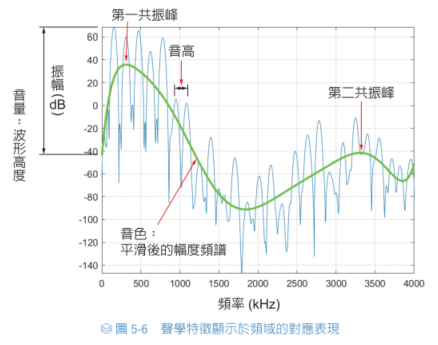 第一共振峰
音高
第二共振峰
音量：波形高度
振幅 (dB)
60
40
20
0
-20
-40
-60
-80
-100
-120
-140
音色：
平滑後的幅度頻譜
0 500 1000 1500 2000 2500 3000 3500 4000
頻率 (kHz)
圖 5-6 聲學特徵顯示於頻域的對應表現